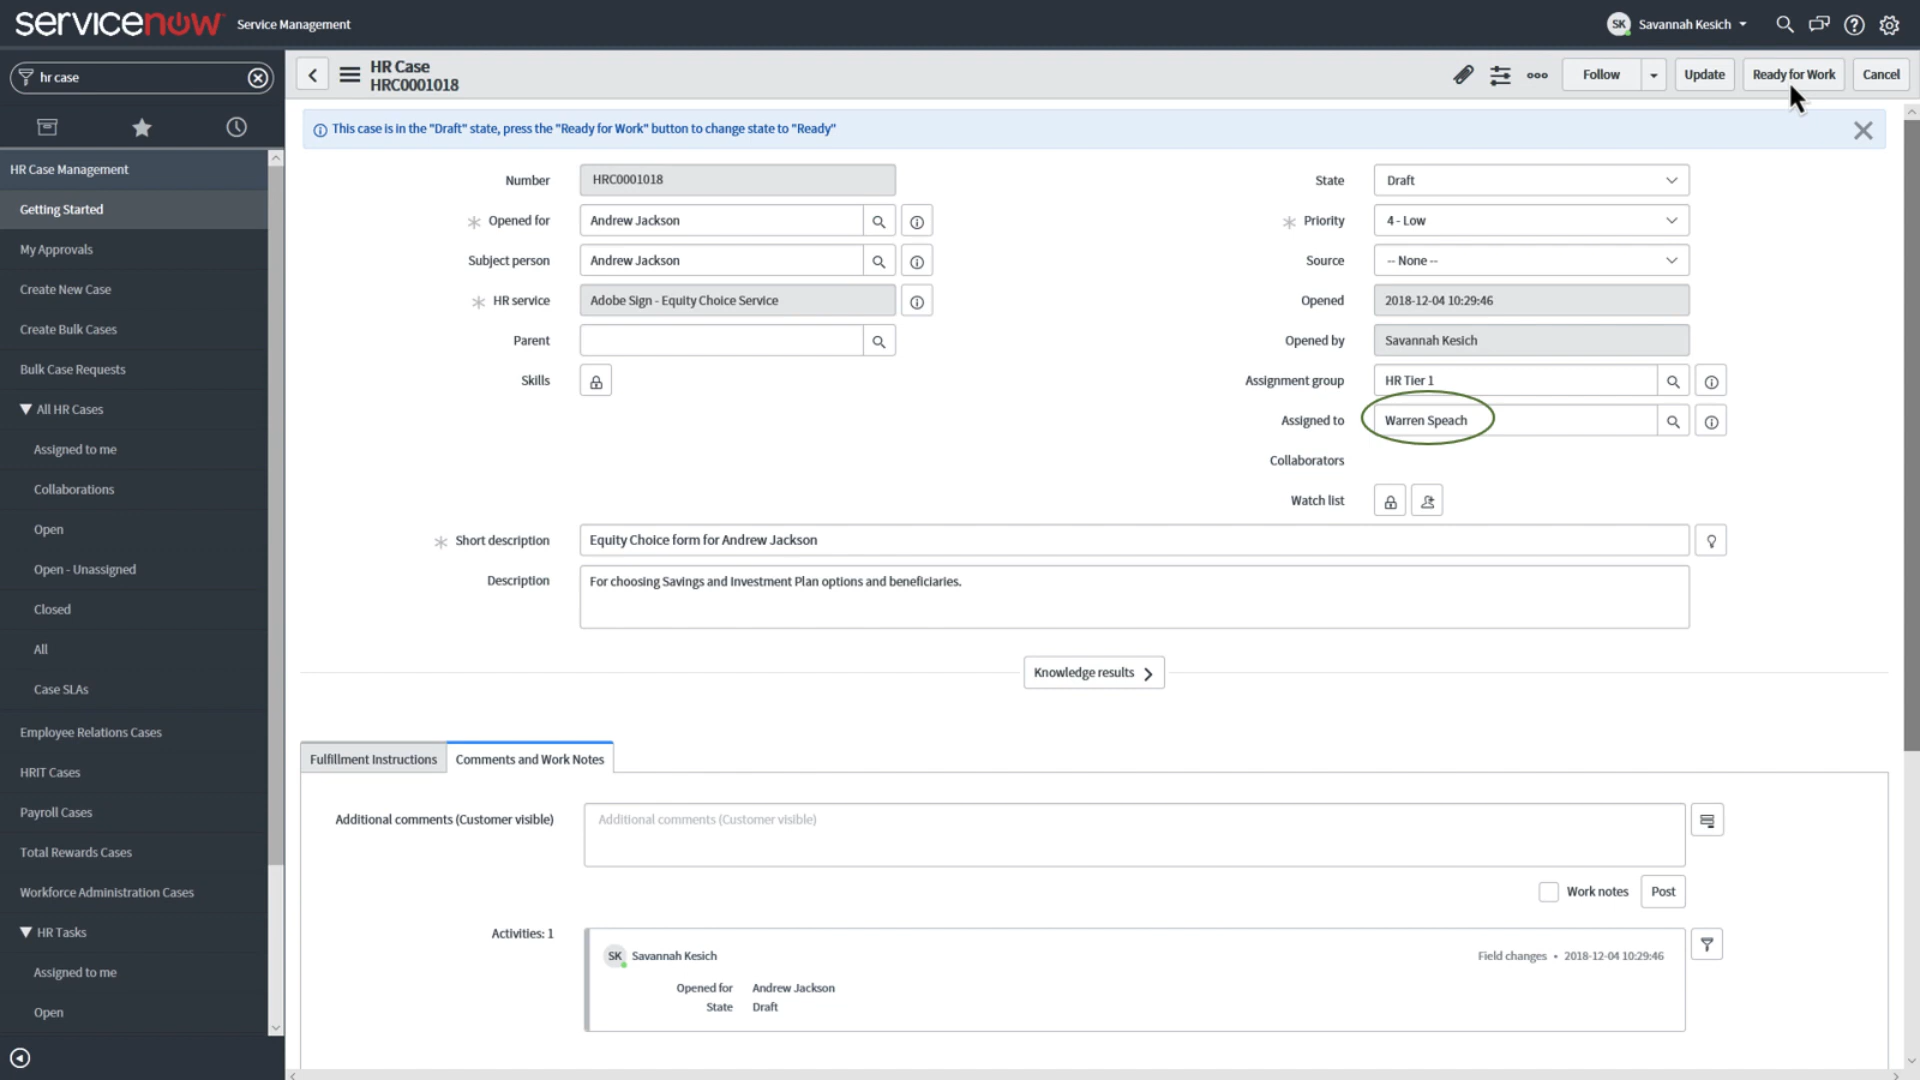 servicenow Service Management
SK Savannah Kesich
hr case
HR Case
HRC0001018
Follow
Update
Ready for Work
Cancel
This case is in the "Draft" state, press the "Ready for Work" button to change state to "Ready"
HR Case Management
Getting Started
My Approvals
Create New Case
Create Bulk Cases
Bulk Case Requests
All HR Cases
Assigned to me
Collaborations
Open
Open - Unassigned
Closed
All
Case SLAs
Employee Relations Cases
HRIT Cases
Payroll Cases
Total Rewards Cases
Workforce Administration Cases
HR Tasks
Assigned to me
Open
Number HRC0001018
Opened for Andrew Jackson
Subject person Andrew Jackson
HR service Adobe Sign - Equity Choice Service
Parent
Skills
State Draft
Priority 4 - Low
Source -- None --
Opened 2018-12-04 10:29:46
Opened by Savannah Kesich
Assignment group HR Tier 1
Assigned to Warren Speach
Collaborators
Watch list
Short description Equity Choice form for Andrew Jackson
Description For choosing Savings and Investment Plan options and beneficiaries.
Knowledge results
Fulfillment Instructions
Comments and Work Notes
Additional comments (Customer visible) Additional comments (Customer visible)
Work notes Post
Activities: 1
SK Savannah Kesich Field changes • 2018-12-04 10:29:46
Opened for Andrew Jackson
State Draft